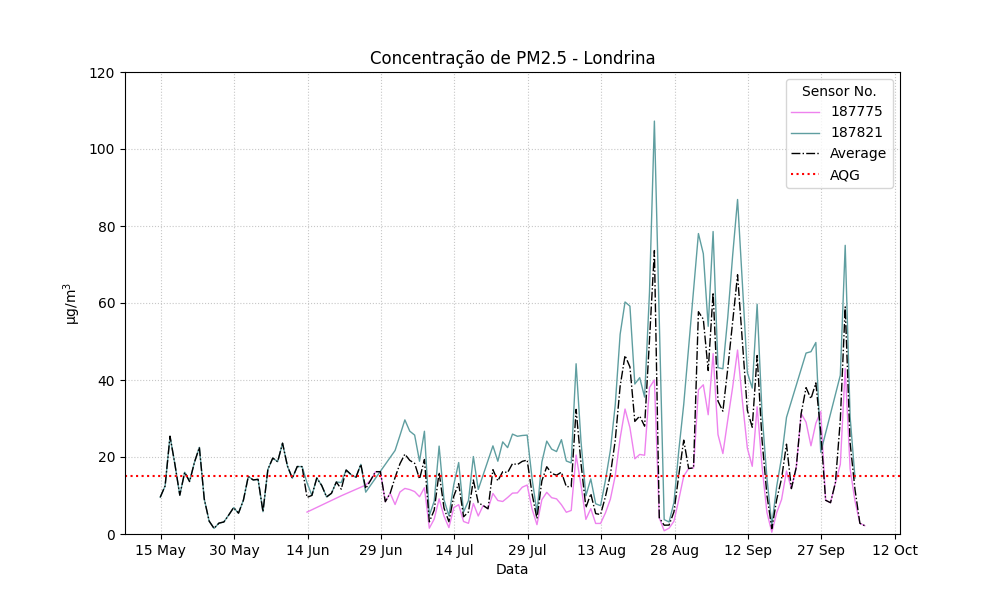 Concentração de PM2.5 - Londrina
120
100
80
60
40
20
0
µg/m³
Sensor No.
187775
187821
Average
AQG
15 May 30 May 14 Jun 29 Jun 14 Jul 29 Jul 13 Aug 28 Aug 12 Sep 27 Sep 12 Oct
Data